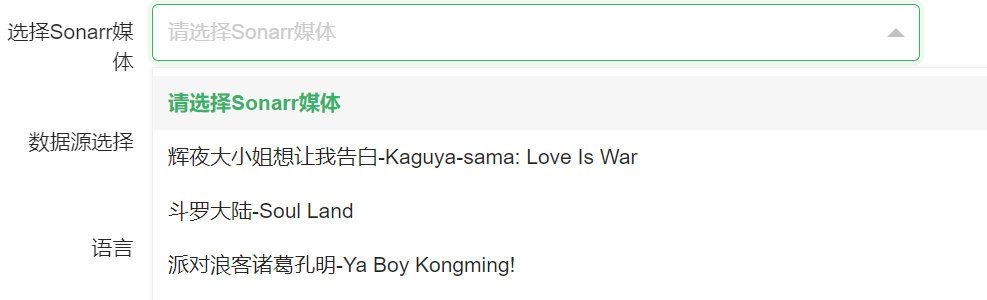 选择Sonarr媒
体
请选择Sonarr媒体
请选择Sonarr媒体
数据源选择
辉夜大小姐想让我告白-Kaguya-sama: Love Is War
斗罗大陆-Soul Land
语言
派对浪客诸葛孔明-Ya Boy Kongming!